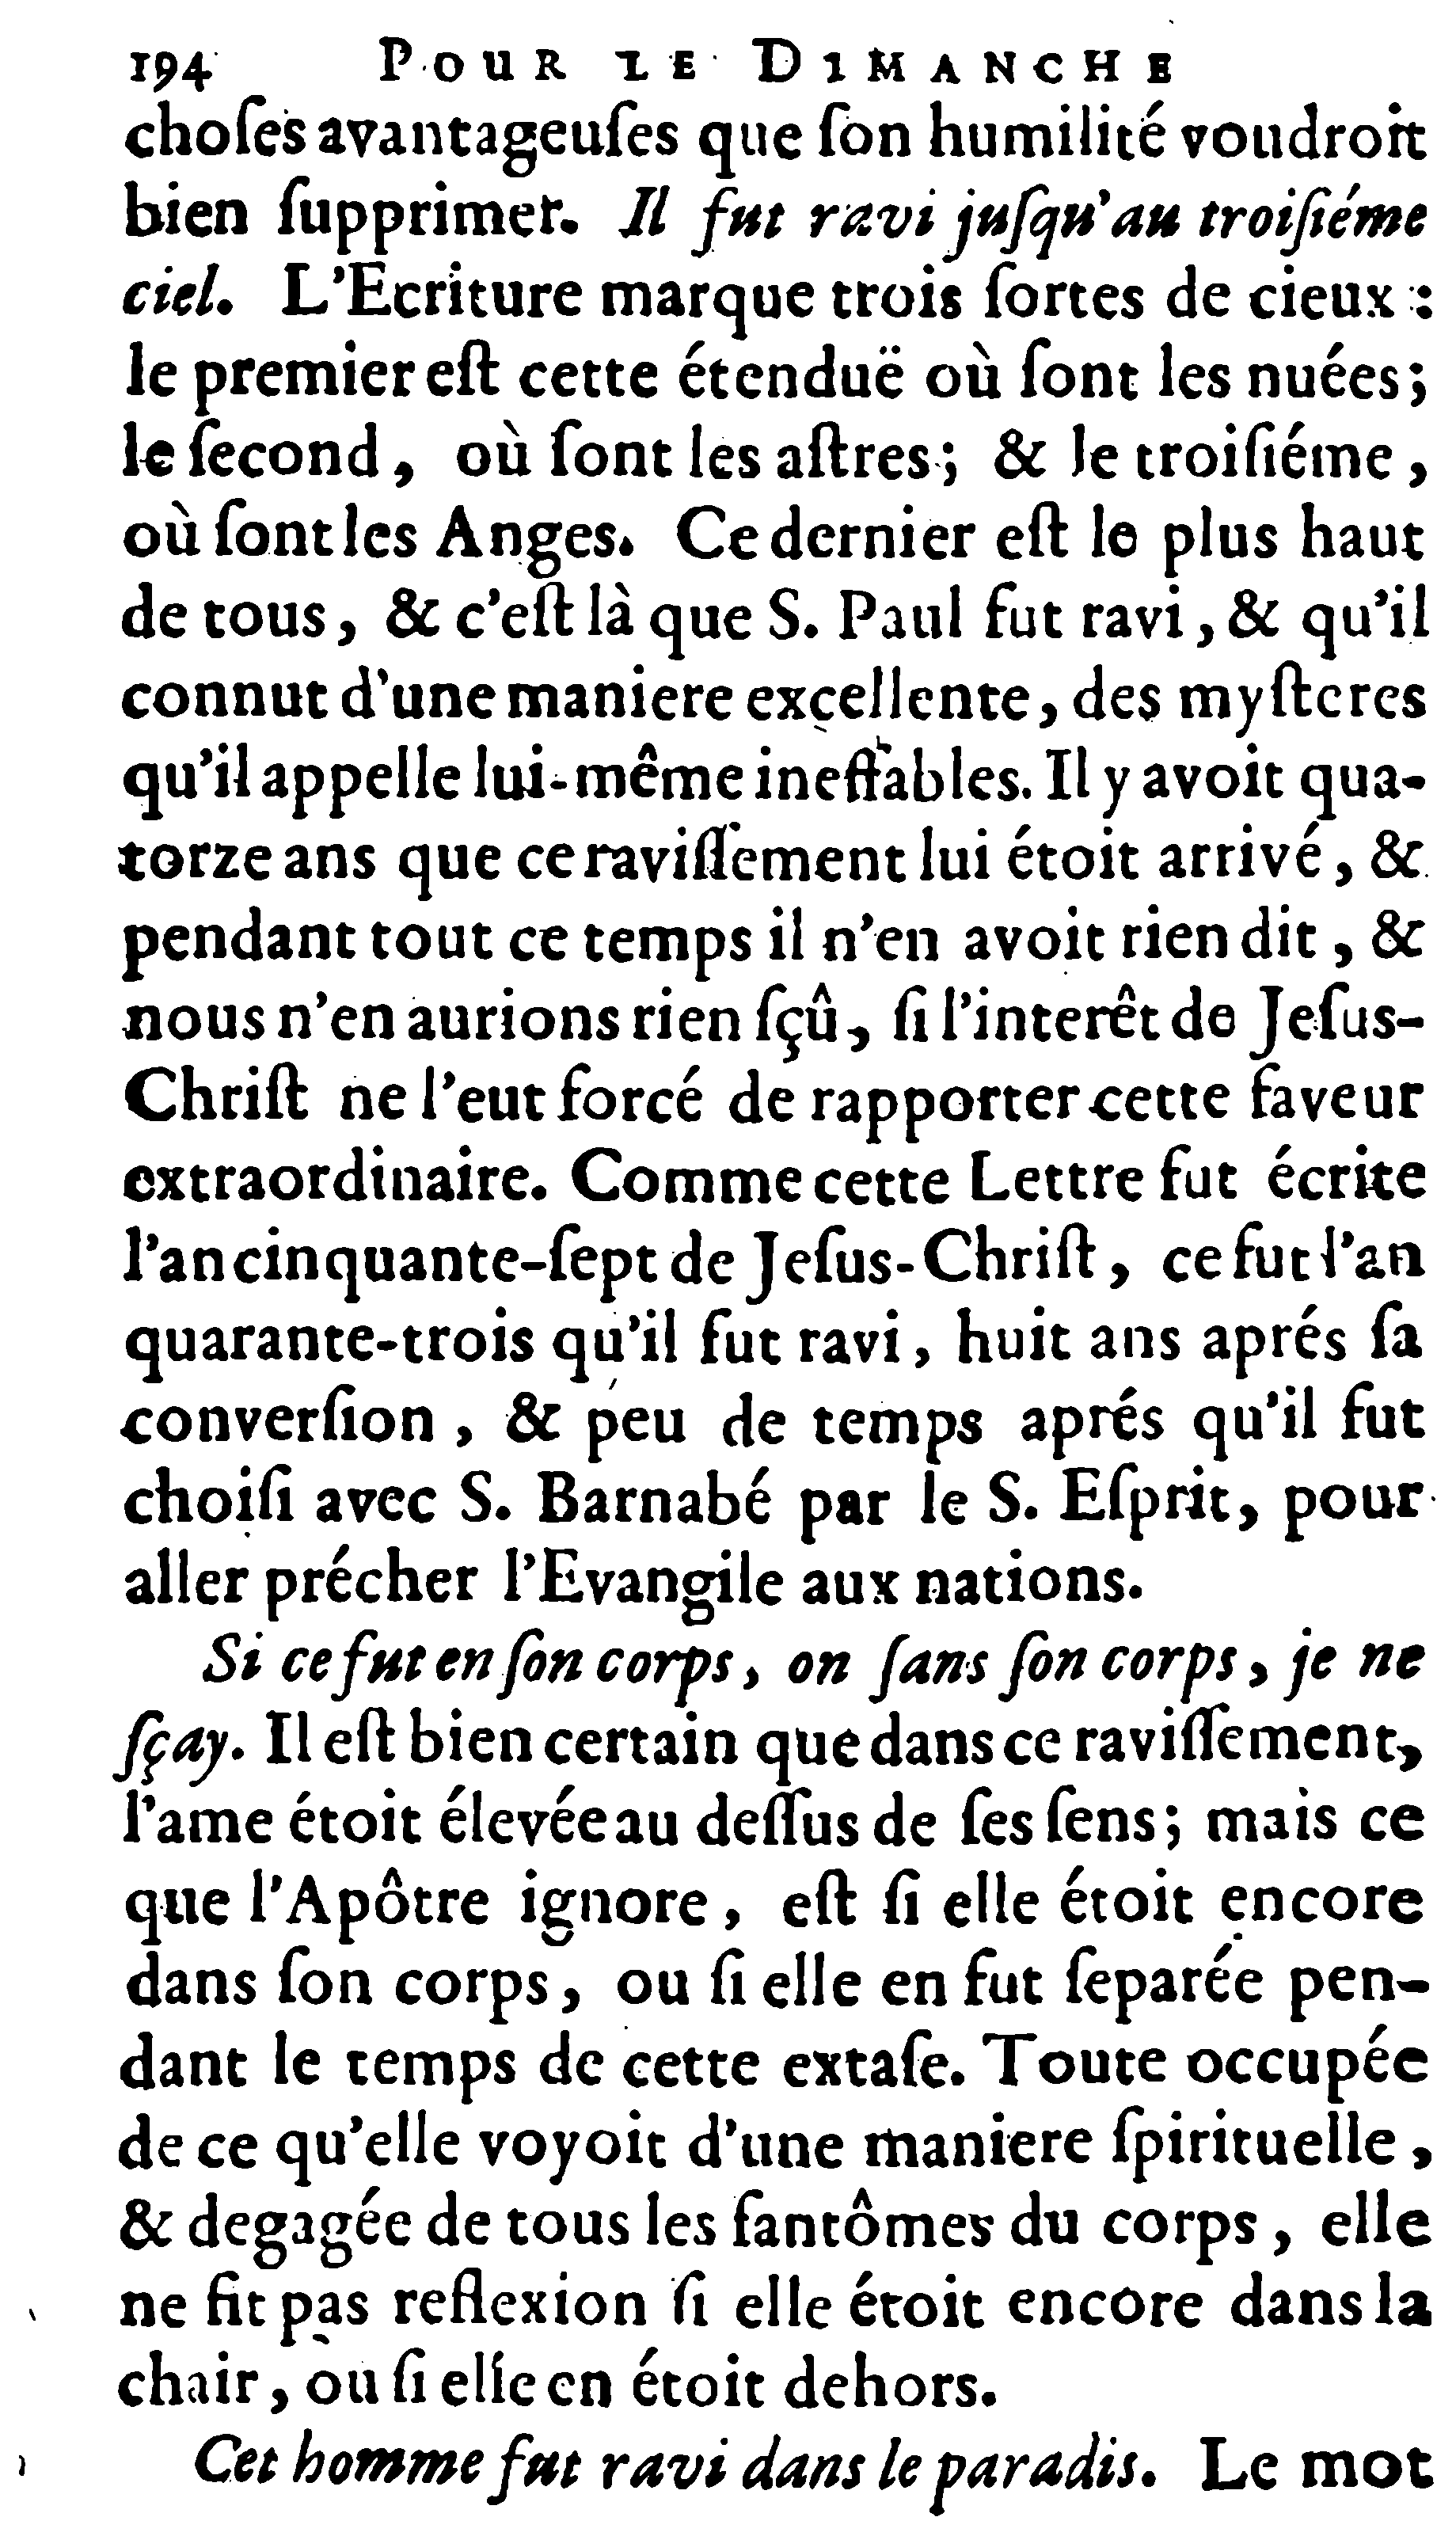 194 POUR LE DIMANCHE
choſes avantageuſes que ſon humilité voudroit
bien ſupprimer. Il fut ravi juſqu'au troiſiéme
ciel. L'Ecriture marque trois ſortes de cieux :
le premier eſt cette étenduë où ſont les nuées ;
le ſecond, où ſont les aſtres ; & le troiſiéme,
où ſont les Anges. Ce dernier eſt le plus haut
de tous, & c'eſt là que S. Paul fut ravi, & qu'il
connut d'une maniere excellente, des myſteres
qu'il appelle lui-même ineffables. Il y avoit qua-
torze ans que ce raviſſement lui étoit arrivé, &
pendant tout ce temps il n'en avoit rien dit, &
nous n'en aurions rien ſçû, ſi l'interêt de Jeſus-
Chriſt ne l'eut forcé de rapporter cette faveur
extraordinaire. Comme cette Lettre fut écrite
l'an cinquante-ſept de Jeſus-Chriſt, ce fut l'an
quarante-trois qu'il fut ravi, huit ans aprés ſa
converſion, & peu de temps aprés qu'il fut
choiſi avec S. Barnabé par le S. Eſprit, pour
aller précher l'Evangile aux nations.
Si ce fut en ſon corps, on ſans ſon corps, je ne
ſçay. Il eſt bien certain que dans ce raviſſement,
l'ame étoit élevée au deſſus de ſes ſens ; mais ce
que l'Apôtre ignore, eſt ſi elle étoit encore
dans ſon corps, ou ſi elle en fut ſeparée pen-
dant le temps de cette extaſe. Toute occupée
de ce qu'elle voyoit d'une maniere ſpirituelle,
& degagée de tous les fantômes du corps, elle
ne fit pas reflexion ſi elle étoit encore dans la
chair, ou ſi elle en étoit dehors.
Cet homme fut ravi dans le paradis. Le mot